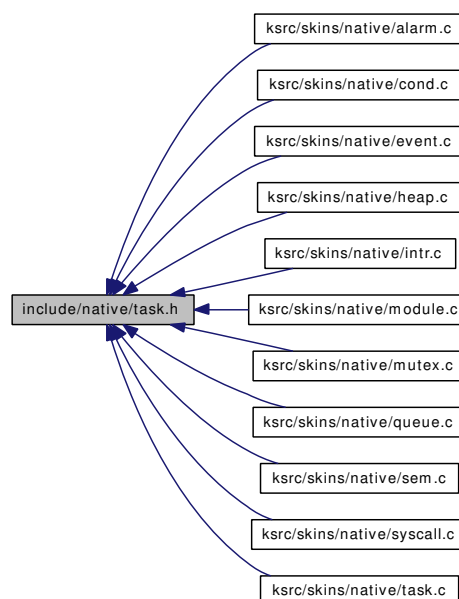 ksrc/skins/native/alarm.c
ksrc/skins/native/cond.c
ksrc/skins/native/event.c
ksrc/skins/native/heap.c
ksrc/skins/native/intr.c
include/native/task.h
ksrc/skins/native/module.c
ksrc/skins/native/mutex.c
ksrc/skins/native/queue.c
ksrc/skins/native/sem.c
ksrc/skins/native/syscall.c
ksrc/skins/native/task.c